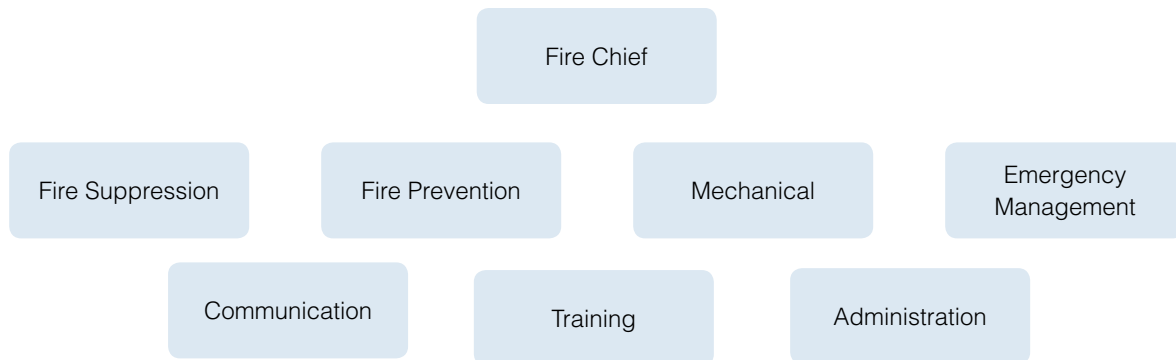 Fire Chief
Fire Suppression
Fire Prevention
Mechanical
Emergency
Management
Communication
Training
Administration